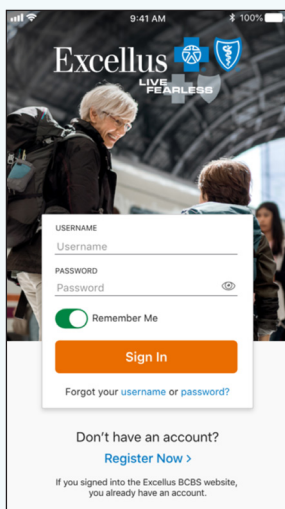 9:41 AM
100%
Excellus
LIVE
FEARLESS
USERNAME
Username
PASSWORD
Password
Remember Me
Sign In
Forgot your username or password?
Don't have an account?
Register Now >
If you signed into the Excellus BCBS website,
you already have an account.